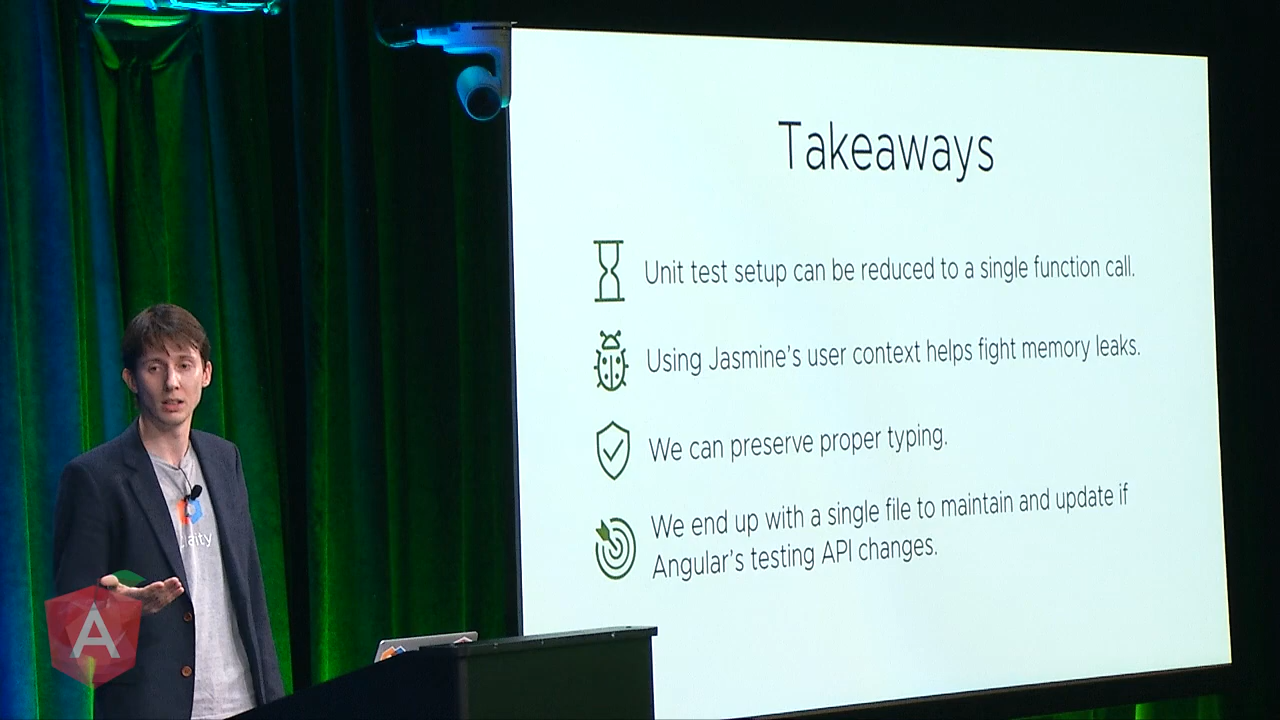 Takeaways
Unit test setup can be reduced to a single function call.
Using Jasmine's user context helps fight memory leaks.
We can preserve proper typing.
We end up with a single file to maintain and update if
Angular's testing API changes.
A